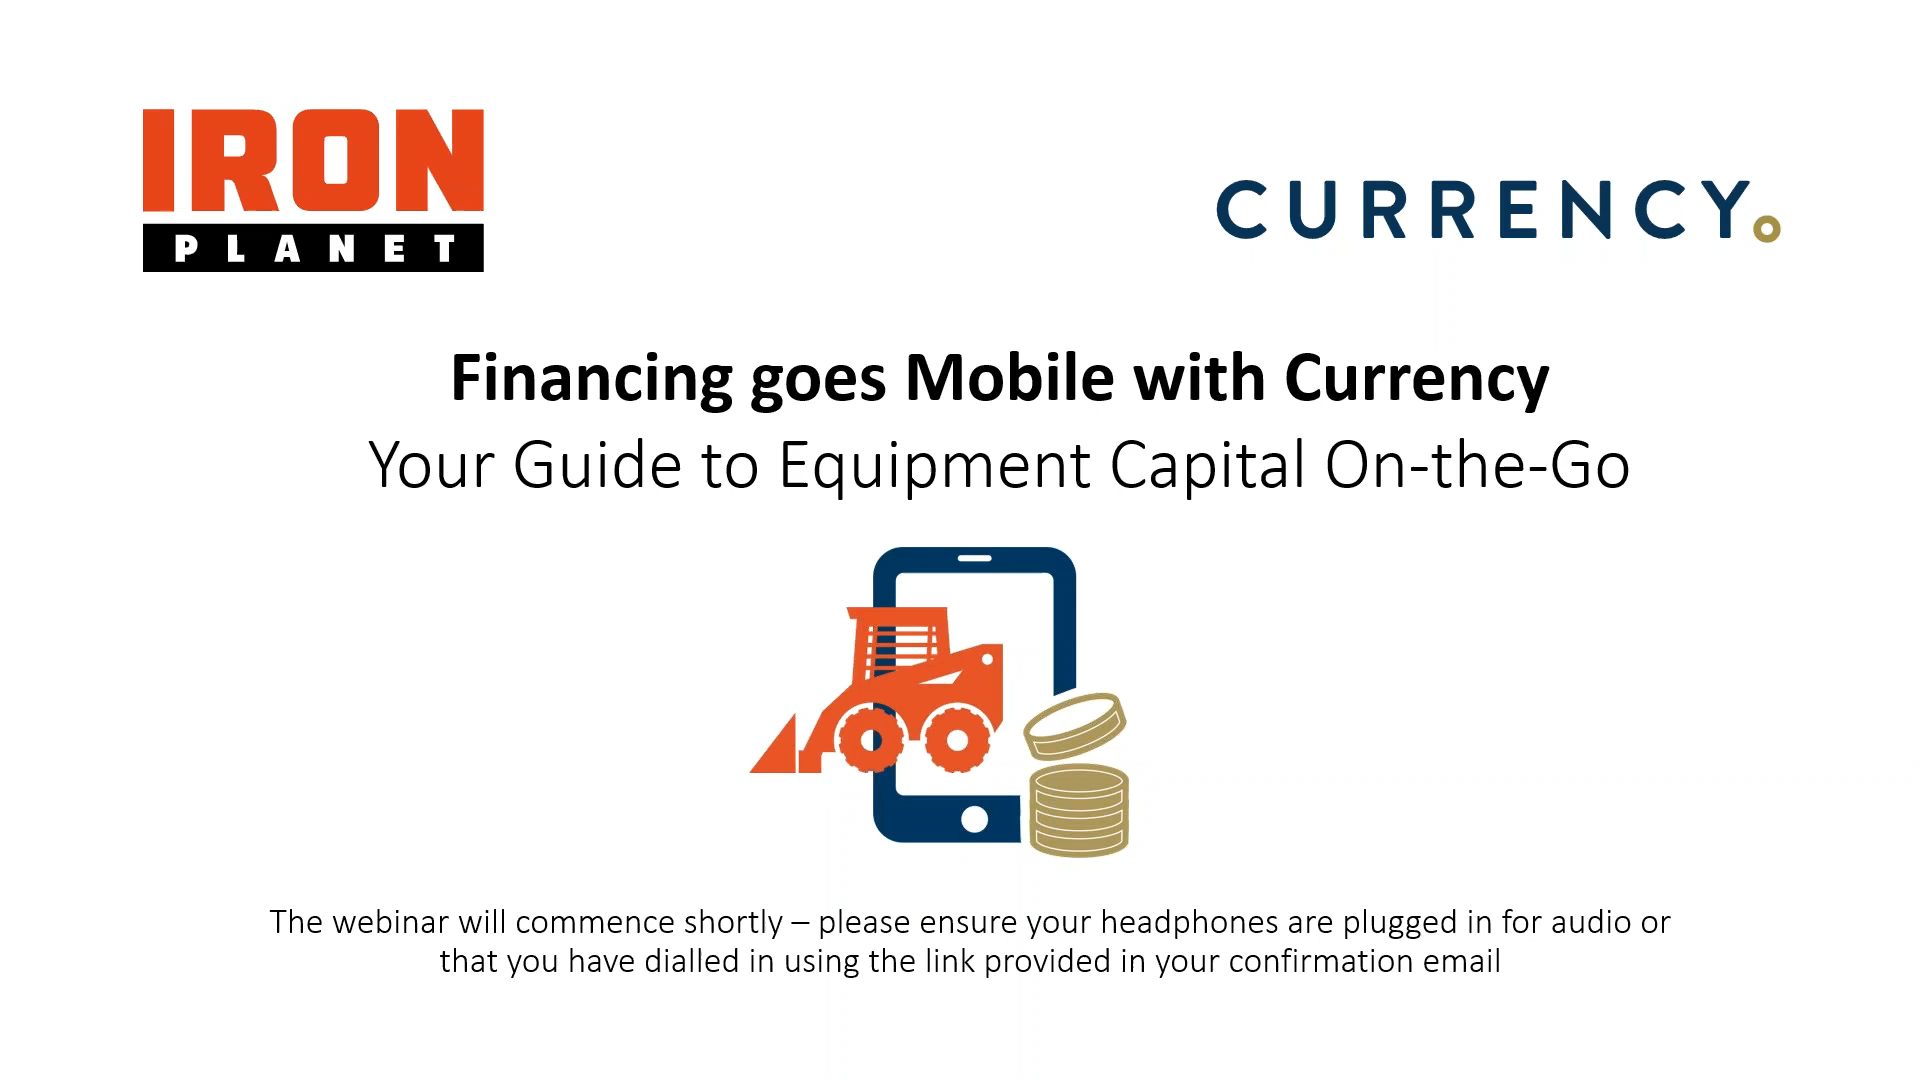 IRON
PLANET
CURRENCY
Financing goes Mobile with Currency
Your Guide to Equipment Capital On-the-Go
The webinar will commence shortly – please ensure your headphones are plugged in for audio or
that you have dialled in using the link provided in your confirmation email